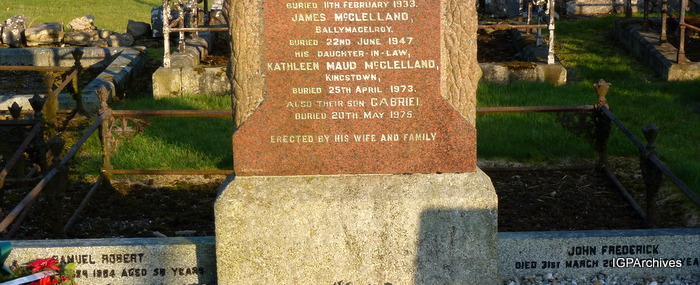 BURIED 11TH FEBRUARY 1933.
JAMES McCLELLAND,
BALLYMAGELROY.
BURIED 22ND JUNE 1947
HIS DAUGHTER-IN-LAW,
KATHLEEN MAUD McCLELLAND,
KINGSTOWN,
BURIED 25TH APRIL 1973.
ALSO THEIR SON GABRIEL
BURIED 20TH MAY 1975
ERECTED BY HIS WIFE AND FAMILY
SAMUEL ROBERT
AGED 58 YEARS
JOHN FREDERICK
DIED 31ST MARCH
IGPArchives